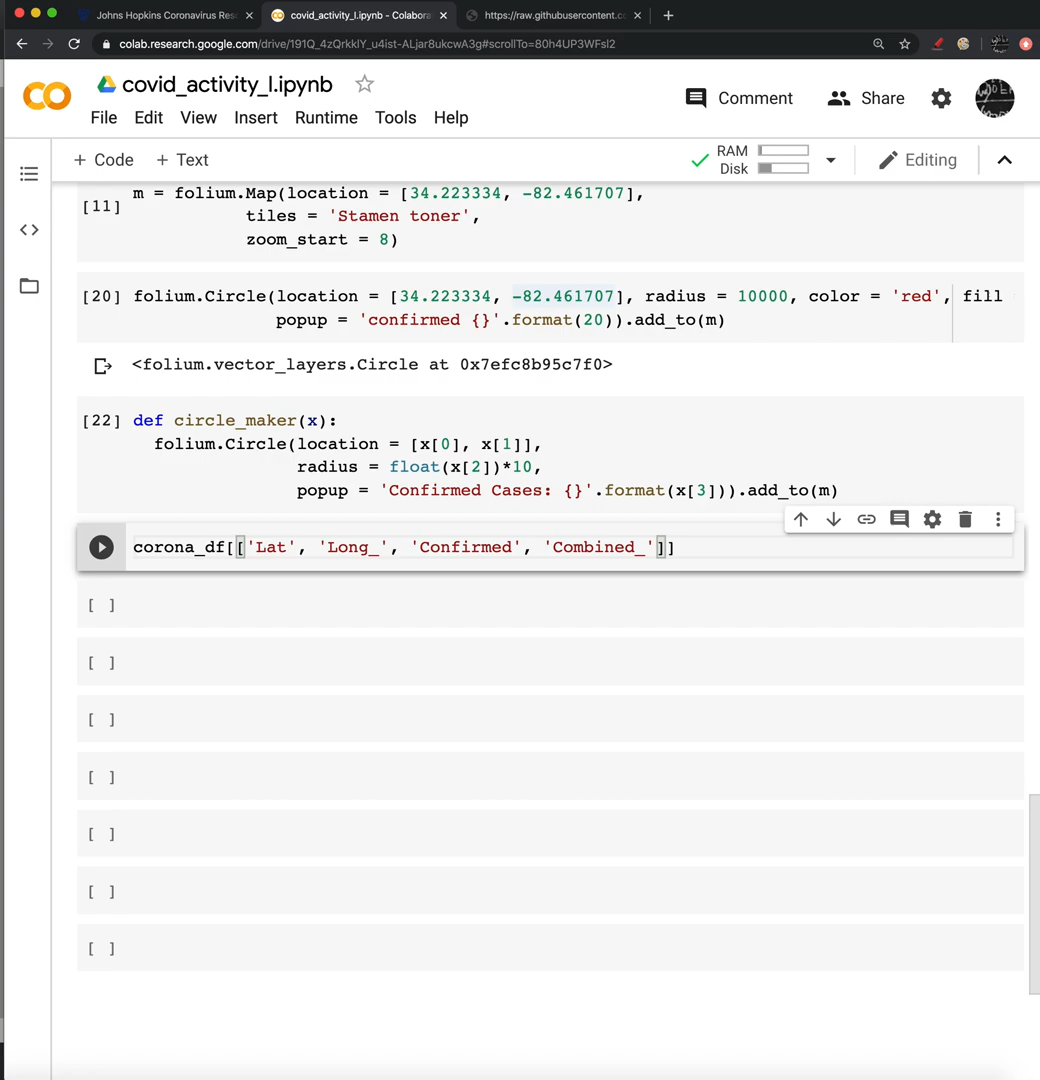 Johns Hopkins Coronavirus Res
covid_activity_I.ipynb - Colabora
https://raw.githubusercontent.co
colab.research.google.com/drive/191Q_4zQrkkIY_u4ist-ALjar8ukcwA3g#scrollTo=80h4UP3WFsl2
covid_activity_I.ipynb
Comment
Share
File Edit View Insert Runtime Tools Help
+ Code + Text
RAM
Disk
Editing
[11] m = folium.Map(location = [34.223334, -82.461707],
tiles = 'Stamen toner',
zoom_start = 8)
[20] folium.Circle(location = [34.223334, -82.461707], radius = 10000, color = 'red', fill
popup = 'confirmed {}'.format(20)).add_to(m)
<folium.vector_layers.Circle at 0x7efc8b95c7f0>
[22] def circle_maker(x):
folium.Circle(location = [x[0], x[1]],
radius = float(x[2])*10,
popup = 'Confirmed Cases: {}'.format(x[3])).add_to(m)
corona_df[['Lat', 'Long_', 'Confirmed', 'Combined_']]
[ ]
[ ]
[ ]
[ ]
[ ]
[ ]
[ ]